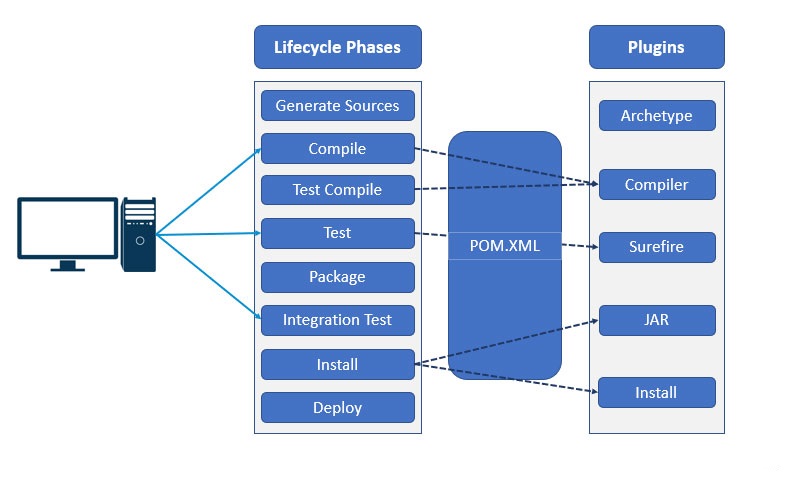 Lifecycle Phases
Generate Sources
Compile
Test Compile
Test
Package
Integration Test
Install
Deploy
POM.XML
Plugins
Archetype
Compiler
Surefire
JAR
Install